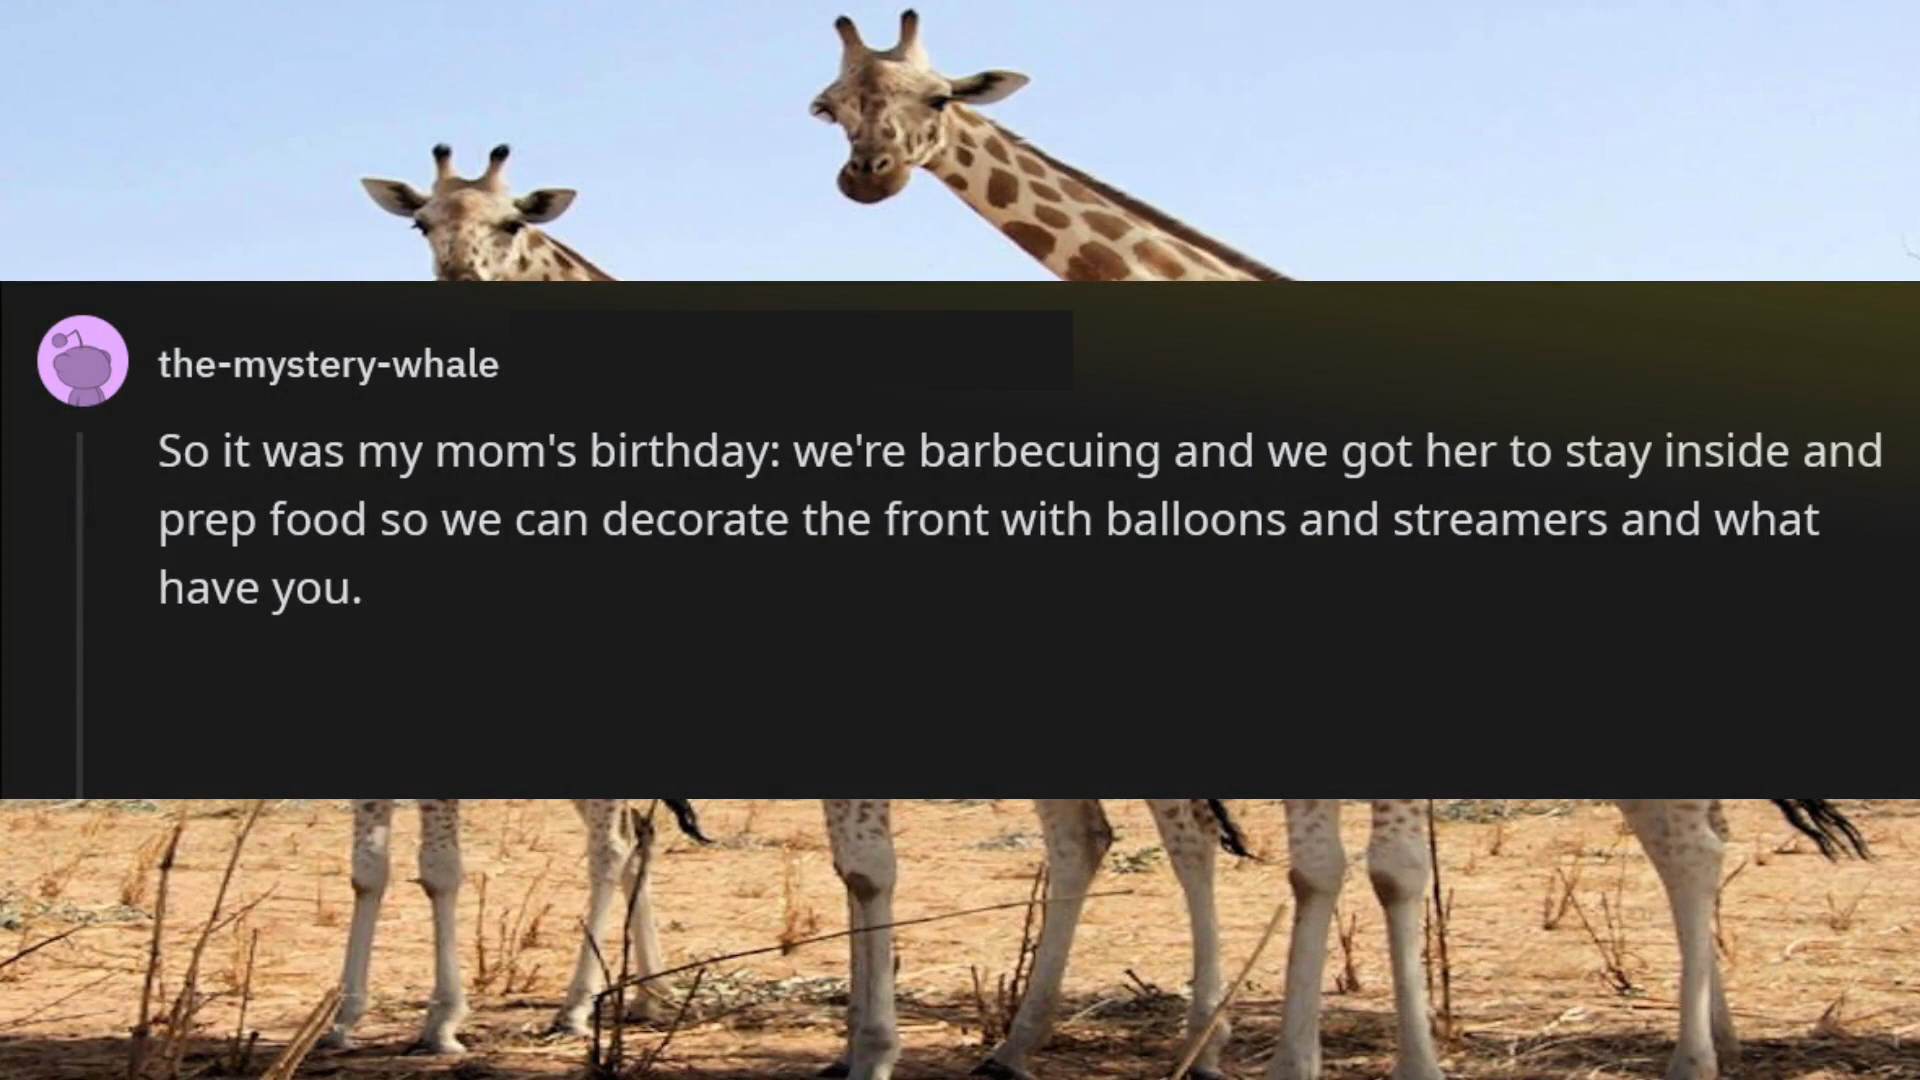 the-mystery-whale
So it was my mom's birthday: we're barbecuing and we got her to stay inside and
prep food so we can decorate the front with balloons and streamers and what
have you.